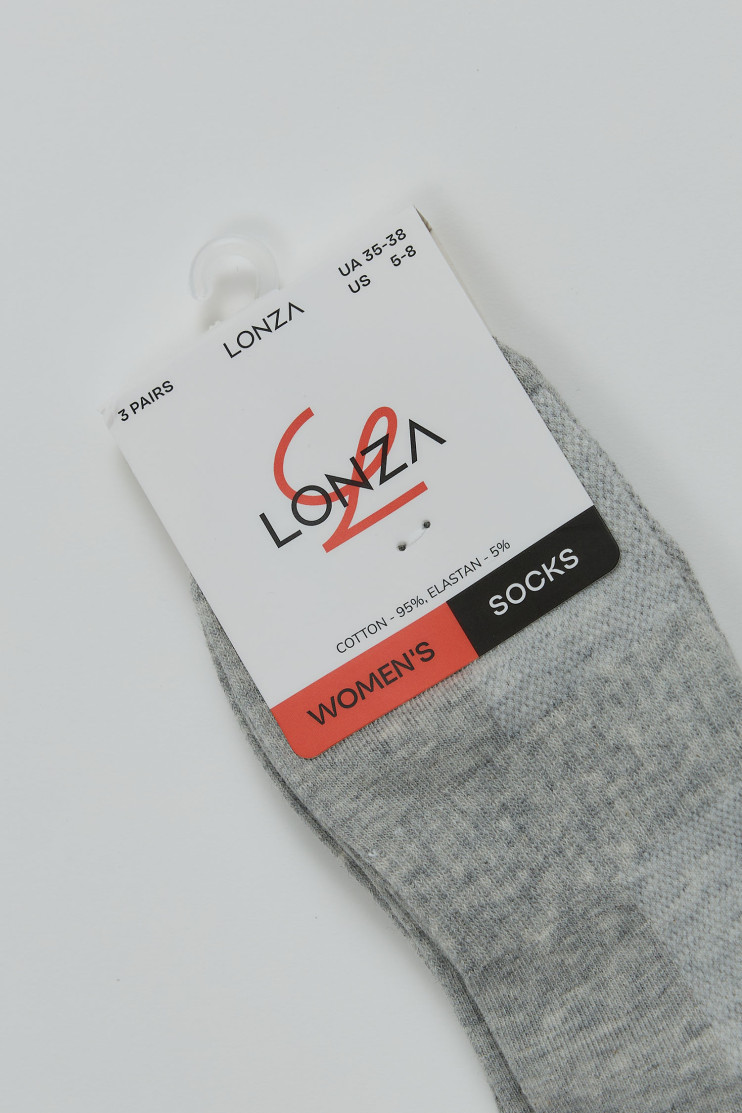 UA 35-38
US 5-8
LONZA
3 PAIRS
LONZA
COTTON - 95%, ELASTAN - 5%
WOMEN'S SOCKS